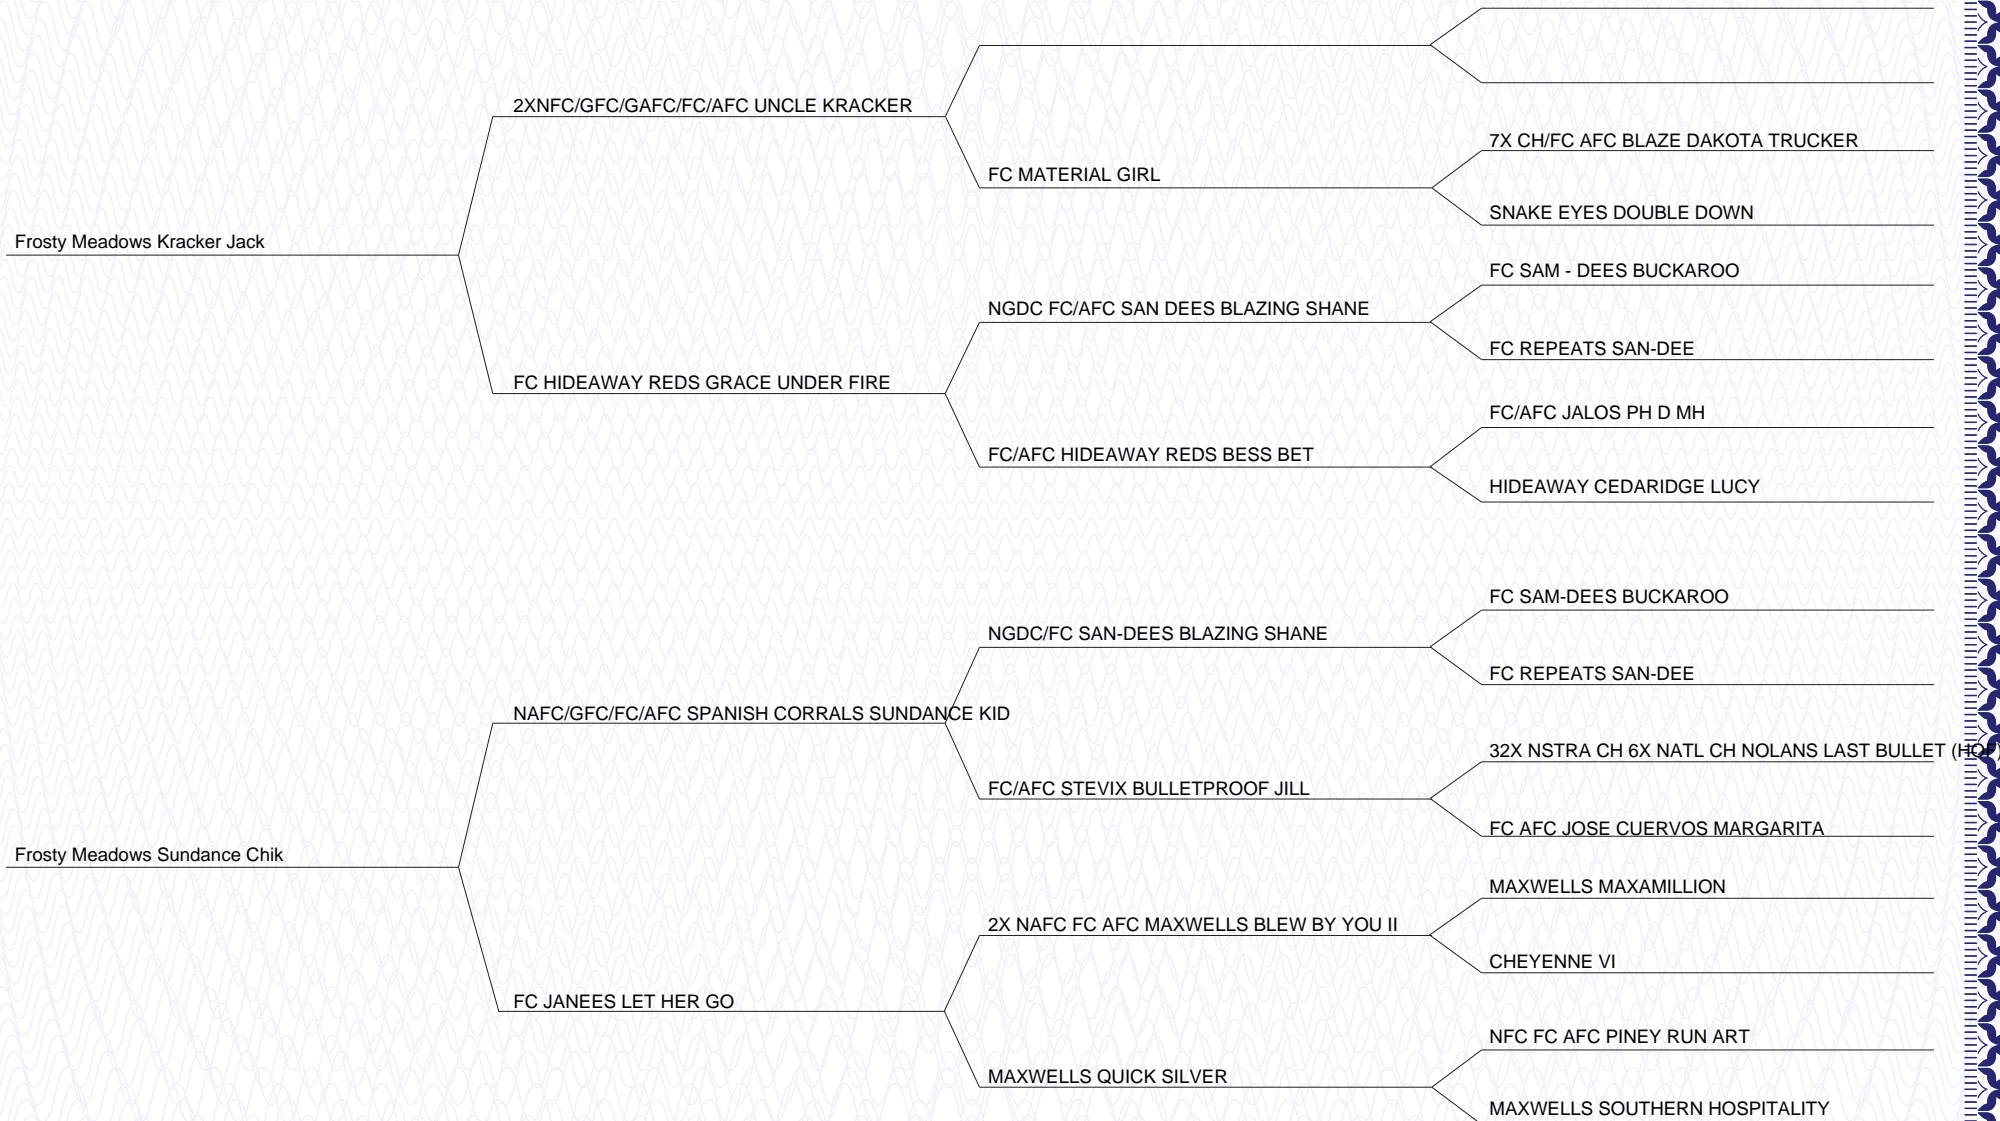 2XNFC/GFC/GAFC/FC/AFC UNCLE KRACKER
7X CH/FC AFC BLAZE DAKOTA TRUCKER
FC MATERIAL GIRL
SNAKE EYES DOUBLE DOWN
Frosty Meadows Kracker Jack
FC SAM - DEES BUCKAROO
NGDC FC/AFC SAN DEES BLAZING SHANE
FC REPEATS SAN-DEE
FC HIDEAWAY REDS GRACE UNDER FIRE
FC/AFC JALOS PH D MH
FC/AFC HIDEAWAY REDS BESS BET
HIDEAWAY CEDARIDGE LUCY
FC SAM-DEES BUCKAROO
NGDC/FC SAN-DEES BLAZING SHANE
FC REPEATS SAN-DEE
NAFC/GFC/FC/AFC SPANISH CORRALS SUNDANCE KID
32X NSTRA CH 6X NATL CH NOLANS LAST BULLET (HOF)
FC/AFC STEVIX BULLETPROOF JILL
FC AFC JOSE CUERVOS MARGARITA
Frosty Meadows Sundance Chik
MAXWELLS MAXAMILLION
2X NAFC FC AFC MAXWELLS BLEW BY YOU II
CHEYENNE VI
FC JANEES LET HER GO
NFC FC AFC PINEY RUN ART
MAXWELLS QUICK SILVER
MAXWELLS SOUTHERN HOSPITALITY